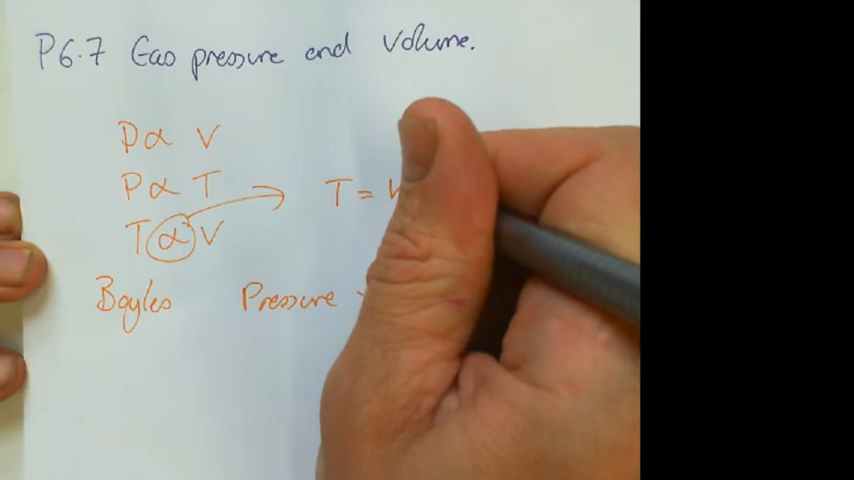 P6.7 Gas pressure and volume.
P ∝ V
P ∝ T
T = 
T ∝ V
Boyles Pressure